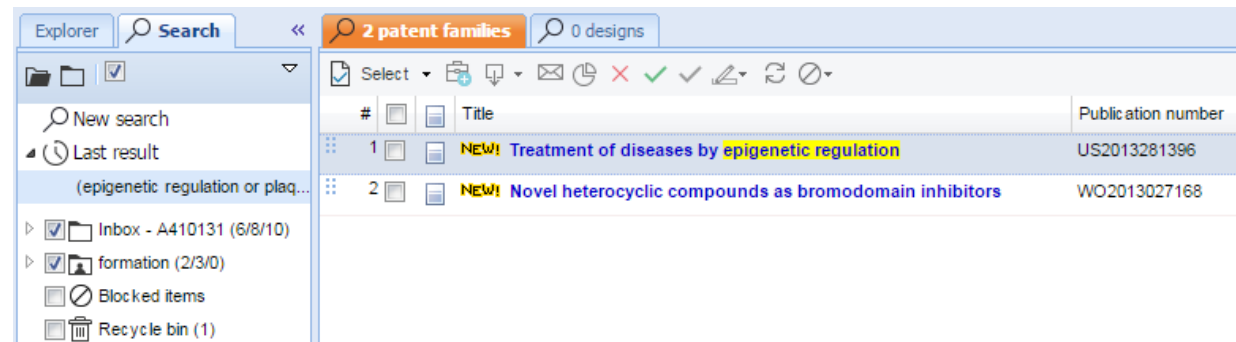 Explorer Search «
2 patent families 0 designs
Select
New search
Last result
(epigenetic regulation or plaq...
Inbox - A410131 (6/8/10)
formation (2/3/0)
Blocked items
Recycle bin (1)
# Title Publication number
1 NEW! Treatment of diseases by epigenetic regulation US2013281396
2 NEW! Novel heterocyclic compounds as bromodomain inhibitors WO2013027168